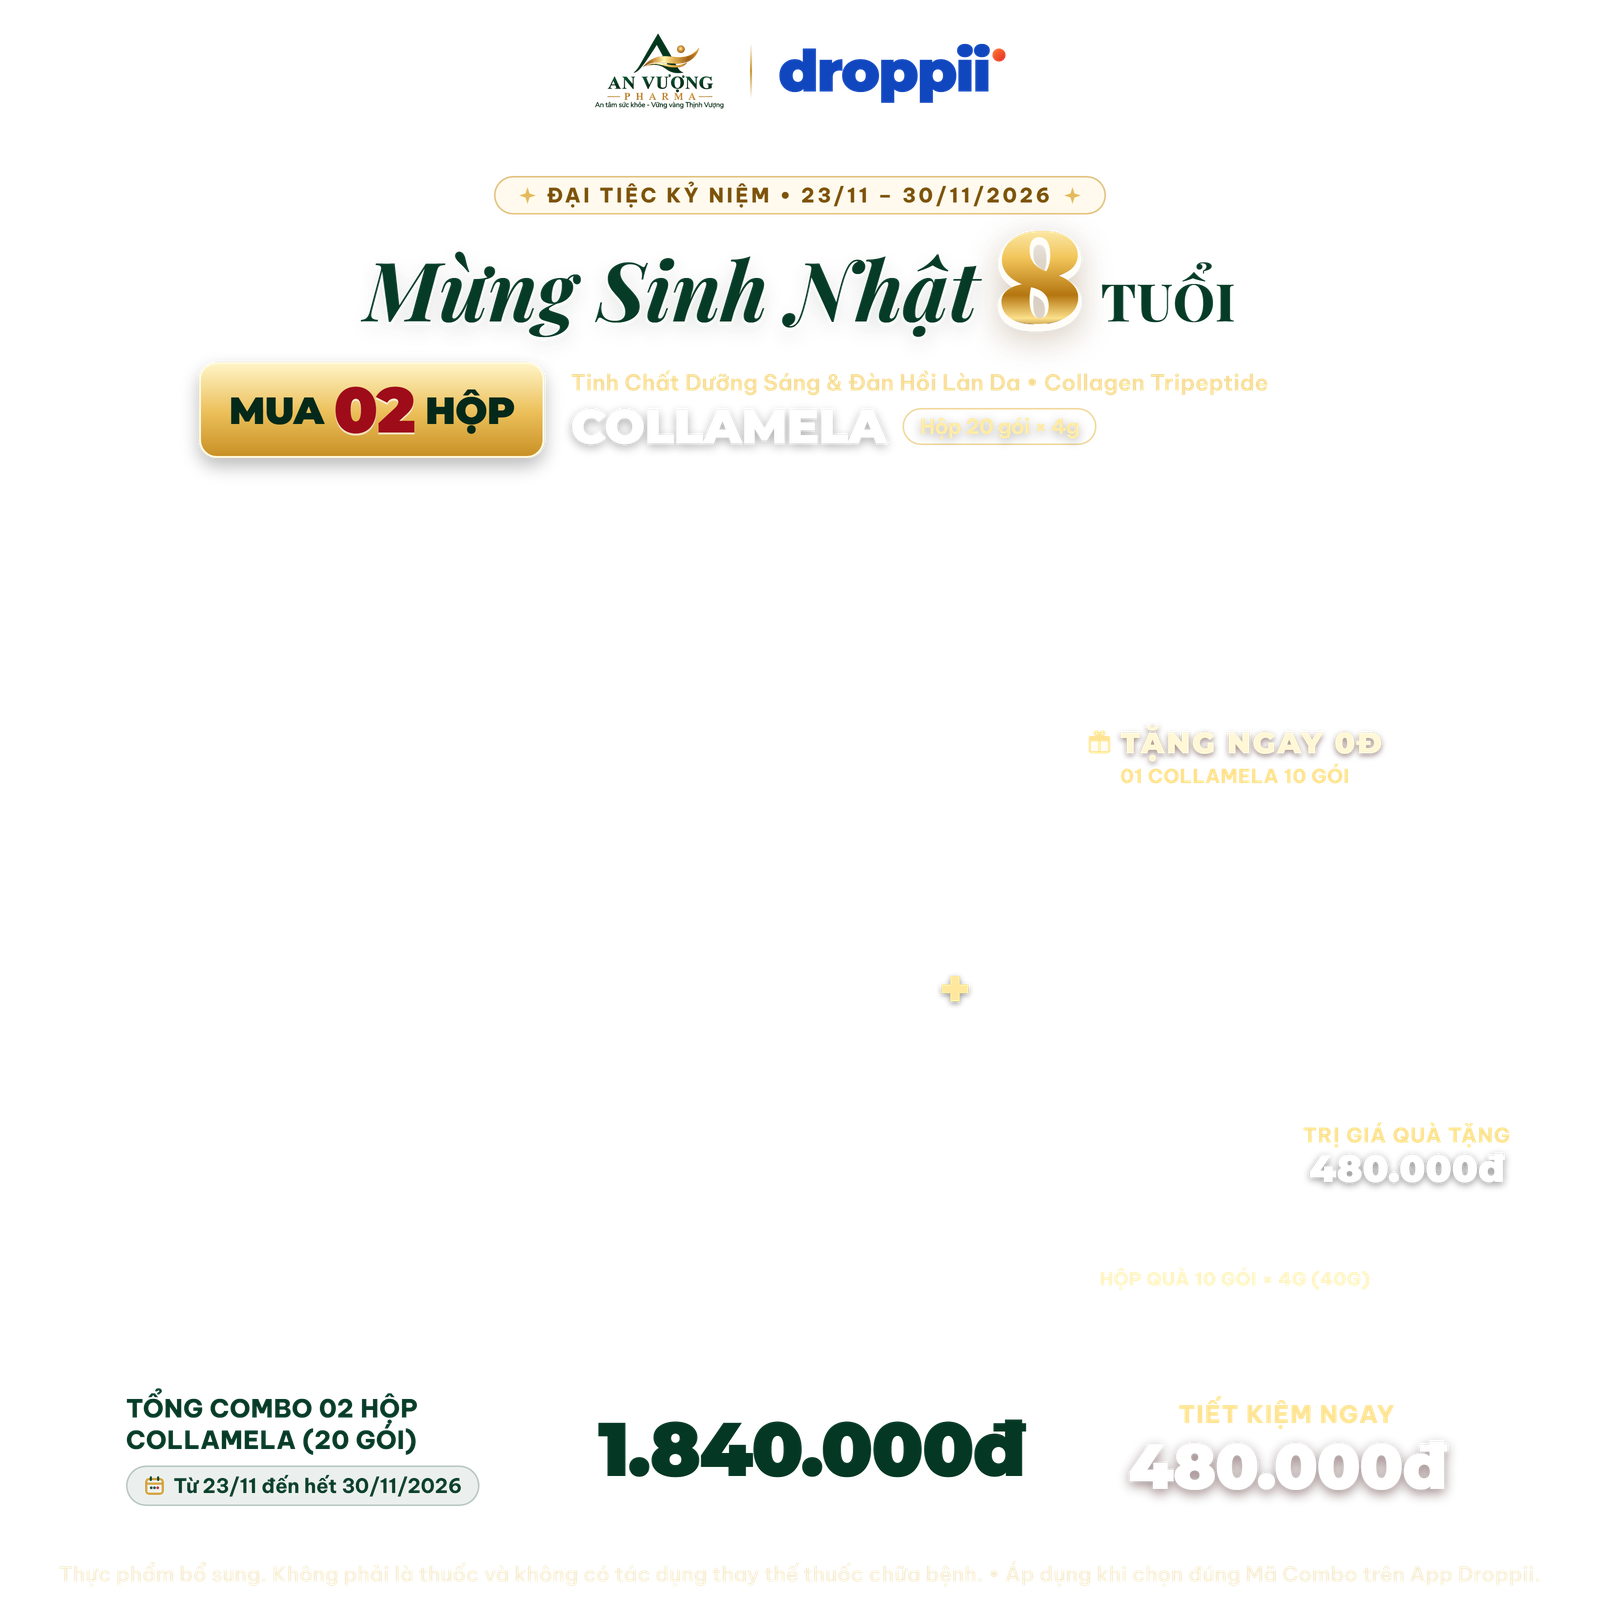 AN VƯỢNG
PHARMA
An tâm sức khỏe - Vững vàng Thịnh Vượng
droppii
ĐẠI TIỆC KỶ NIỆM • 23/11 – 30/11/2026
Mừng Sinh Nhật 8 TUỔI
MUA 02 HỘP
Tinh Chất Dưỡng Sáng & Đàn Hồi Làn Da • Collagen Tripeptide
COLLAMELA
Hộp 20 gói × 4g
TẶNG NGAY 0Đ
01 COLLAMELA 10 GÓI
+
TRỊ GIÁ QUÀ TẶNG
480.000đ
HỘP QUÀ 10 GÓI × 4G (40G)
TỔNG COMBO 02 HỘP
COLLAMELA (20 GÓI)
Từ 23/11 đến hết 30/11/2026
1.840.000đ
TIẾT KIỆM NGAY
480.000đ
Thực phẩm bổ sung. Không phải là thuốc và không có tác dụng thay thế thuốc chữa bệnh. • Áp dụng khi chọn đúng Mã Combo trên App Droppii.